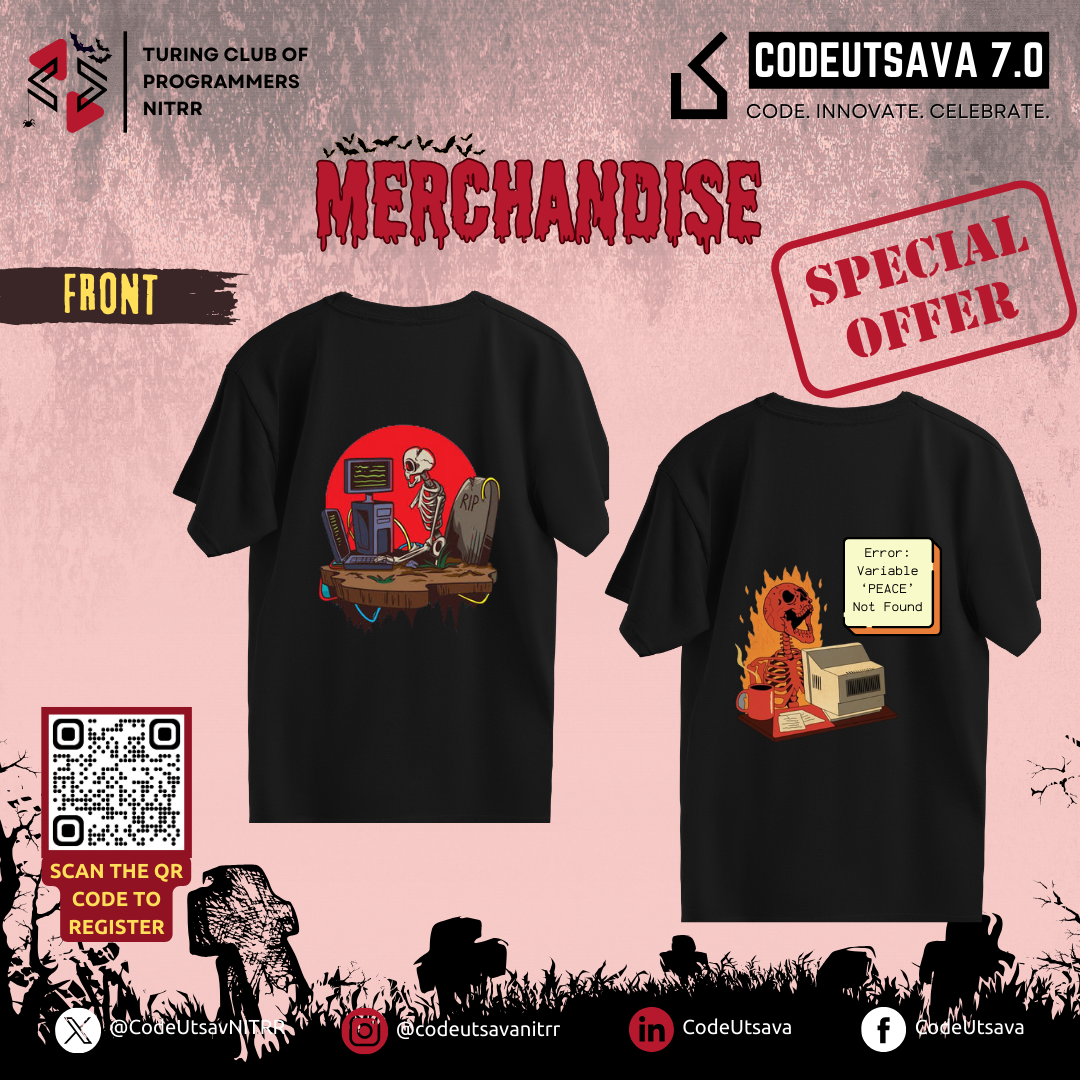 TURING CLUB OF
PROGRAMMERS
NITRR
CODEUTSAVA 7.0
CODE. INNOVATE. CELEBRATE.
MERCHANDISE
SPECIAL
OFFER
FRONT
RIP
Error:
Variable
‘PEACE’
Not Found
SCAN THE QR
CODE TO
REGISTER
@CodeUtsavNITRR
@codeutsavanitrr
CodeUtsava
CodeUtsava